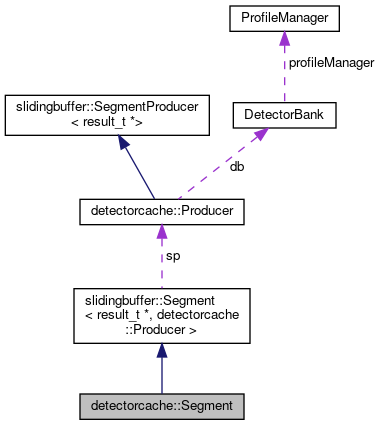 ProfileManager
profileManager
slidingbuffer::SegmentProducer
< result_t *>
DetectorBank
db
detectorcache::Producer
sp
slidingbuffer::Segment
< result_t *, detectorcache
::Producer >
detectorcache::Segment